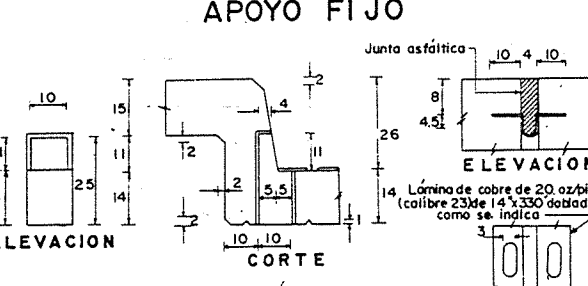 APOYO FIJO
Junta asfáltica
10 4 10
10
2
15
4
8
4.5
26
11
2
11
25
14
2
5.5
14
2
1
10 10
ELEVACION
CORTE
ELEVACION
Lámina de cobre de 20 oz/pi
(calibre 23) de 14"x330 doblad
como se indica
3